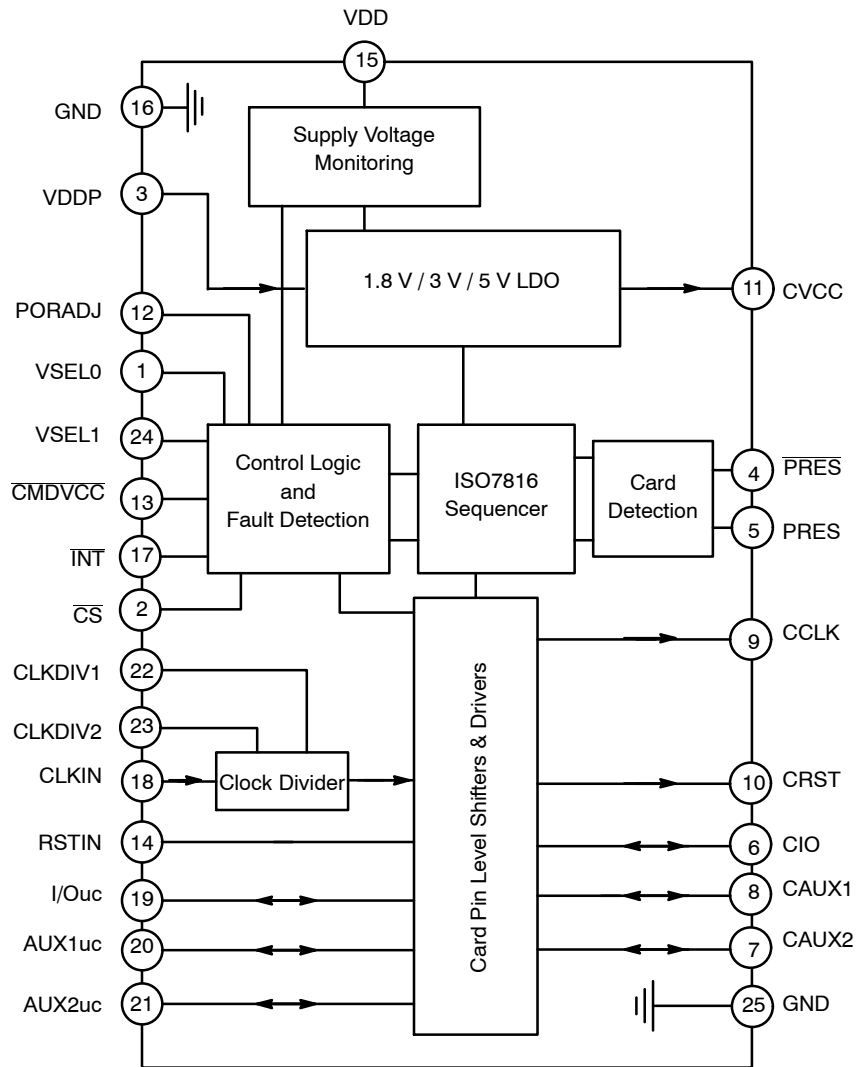 VDD
15
GND
16
Supply Voltage
Monitoring
VDDP
3
1.8 V / 3 V / 5 V LDO
11
CVCC
PORADJ
12
VSEL0
1
VSEL1
24
CMDVCC
13
INT
17
CS
2
Control Logic
and
Fault Detection
ISO7816
Sequencer
Card
Detection
4
PRES
5
PRES
CLKDIV1
22
CLKDIV2
23
CLKIN
18
Clock Divider
RSTIN
14
I/Ouc
19
AUX1uc
20
AUX2uc
21
Card Pin Level Shifters & Drivers
9
CCLK
10
CRST
6
CIO
8
CAUX1
7
CAUX2
25
GND